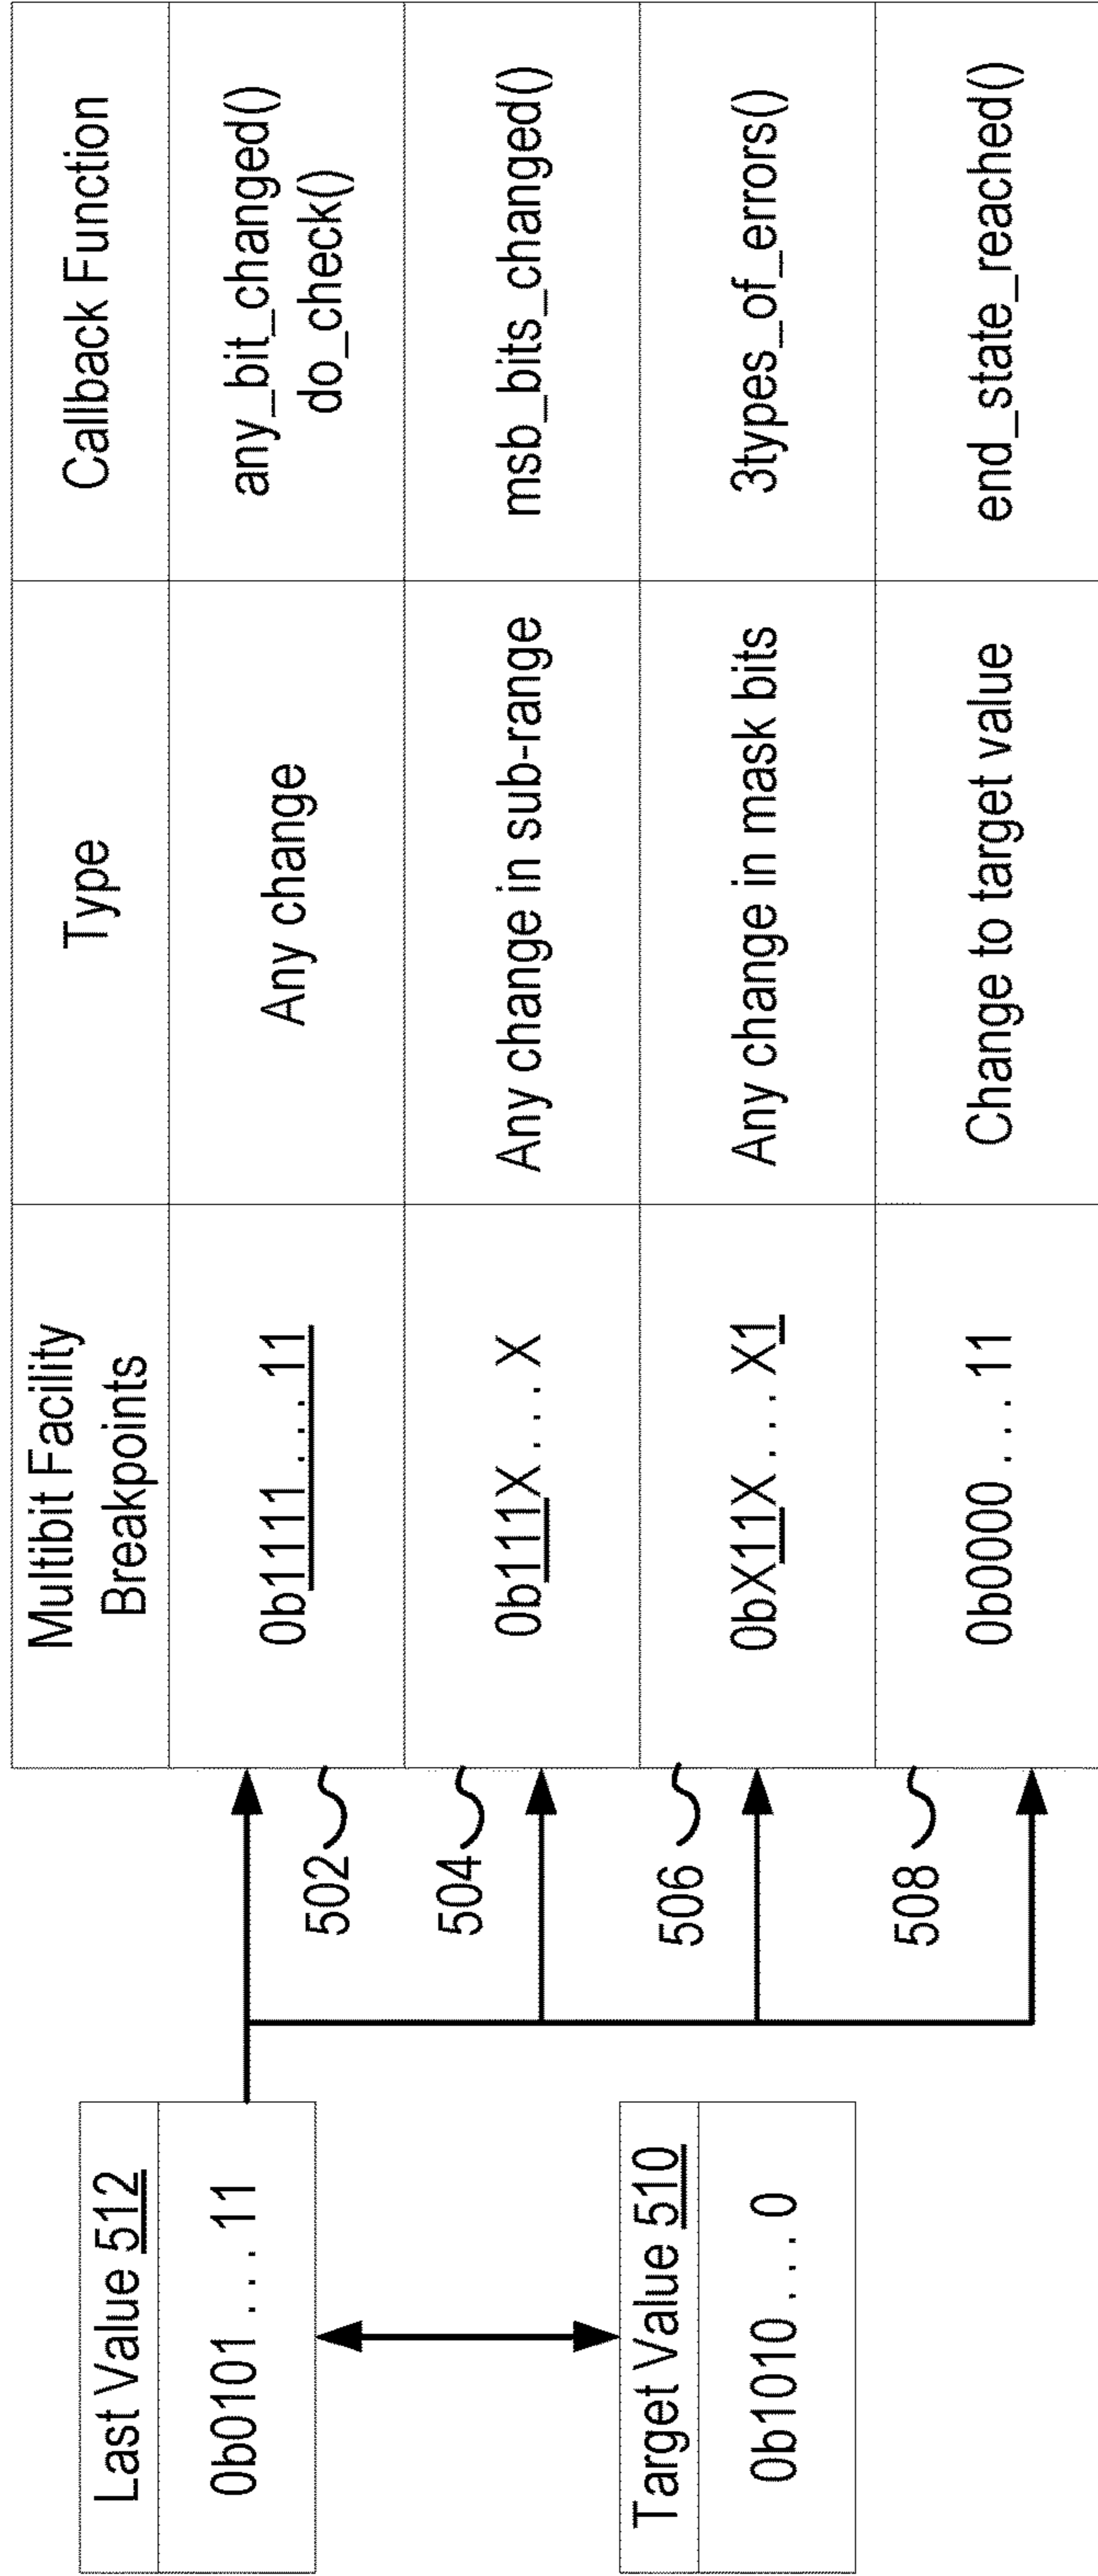 Last Value 512
0b0101 . . . 11
Target Value 510
0b1010 . . . 0
502
504
506
508
Multibit Facility
Breakpoints
Type
Callback Function
0b1111 . . . 11
Any change
any_bit_changed()
do_check()
0b111X . . . X
Any change in sub-range
msb_bits_changed()
0bX11X . . . X1
Any change in mask bits
3types_of_errors()
0b0000 . . . 11
Change to target value
end_state_reached()